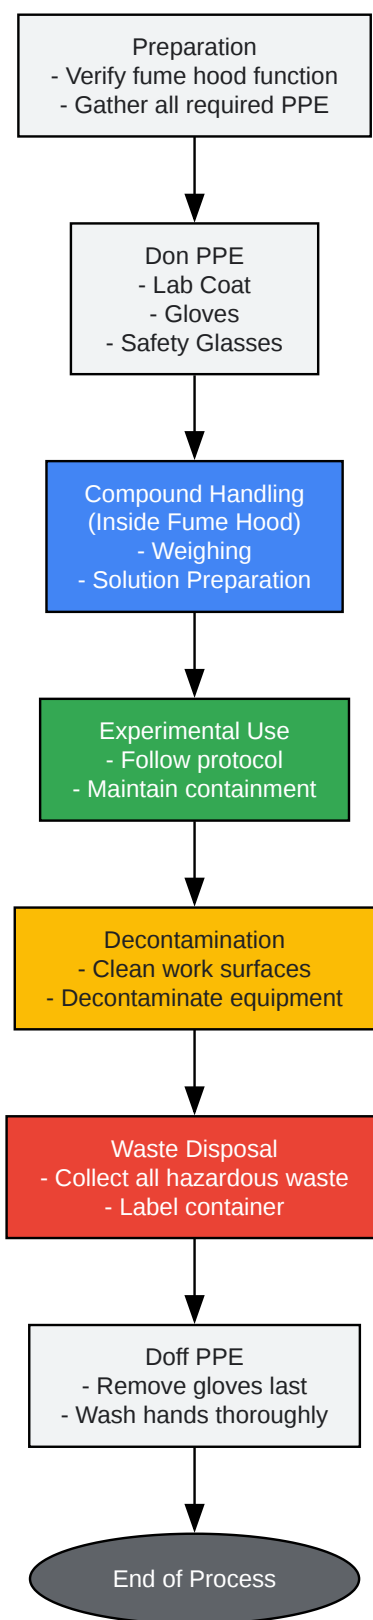 Preparation
- Verify fume hood function
- Gather all required PPE
Don PPE
- Lab Coat
- Gloves
- Safety Glasses
Compound Handling
(Inside Fume Hood)
- Weighing
- Solution Preparation
Experimental Use
- Follow protocol
- Maintain containment
Decontamination
- Clean work surfaces
- Decontaminate equipment
Waste Disposal
- Collect all hazardous waste
- Label container
Doff PPE
- Remove gloves last
- Wash hands thoroughly
End of Process